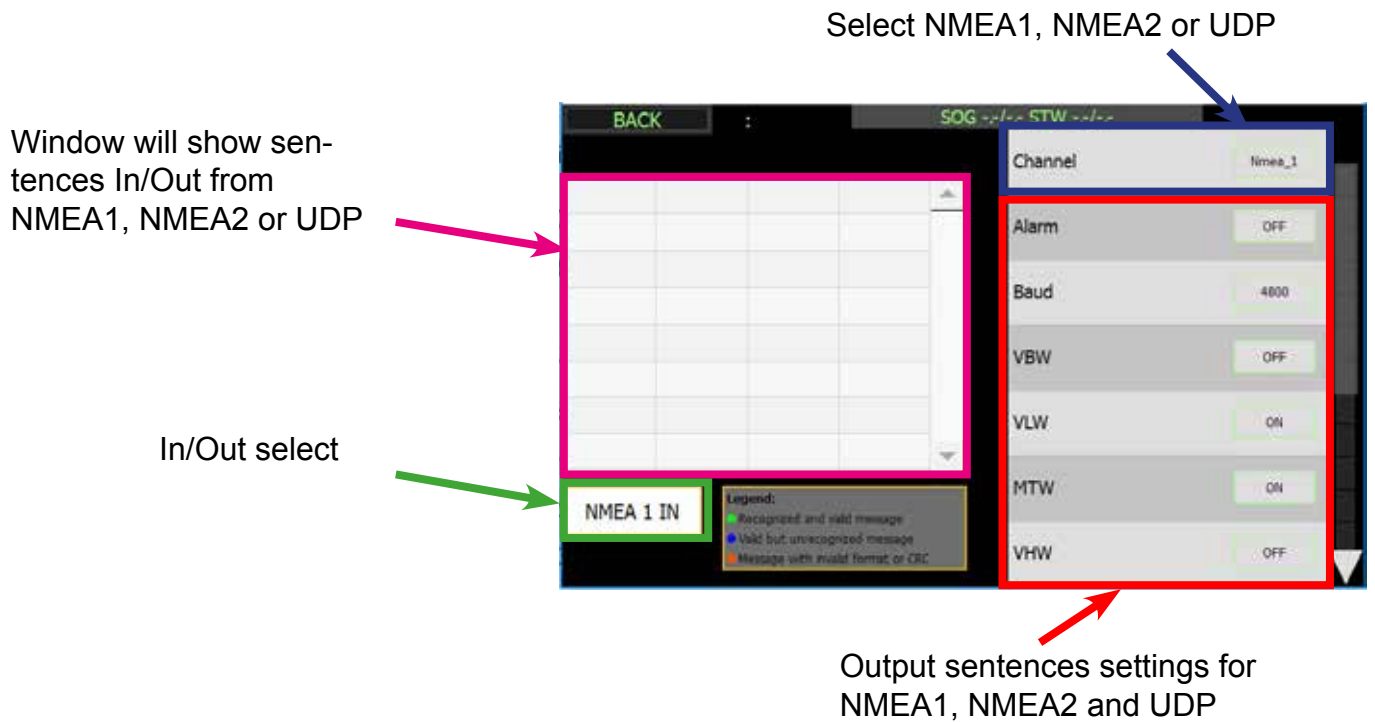 Select NMEA1, NMEA2 or UDP
Window will show sen-
tences In/Out from
NMEA1, NMEA2 or UDP
In/Out select
BACK
:
SOG -.-/-.- STW -.-/-.-
Channel
Nmea_1
Alarm
OFF
Baud
4800
VBW
OFF
VLW
ON
MTW
ON
VHW
OFF
NMEA 1 IN
Legend:
Recognized and valid message
Valid but unrecognized message
Message with invalid format or CRC
Output sentences settings for
NMEA1, NMEA2 and UDP